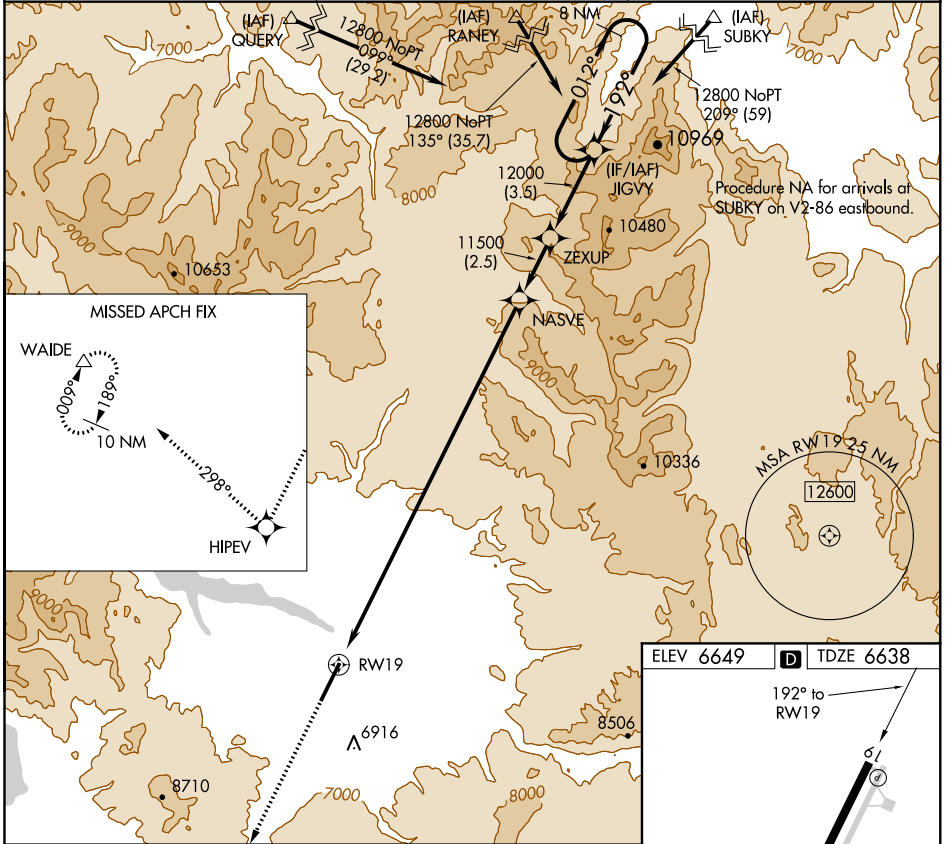 7000
(IAF)
QUERY
12800 NoPT
099°
(29.2)
(IAF)
RANEY
8 NM
(IAF)
SUBKY
7000
012°
192°
12800 NoPT
135° (35.7)
12800 NoPT
209° (59)
10969
(IF/IAF)
JIGVY
12000
(3.5)
8000
9000
Procedure NA for arrivals at
SUBKY on V2-86 eastbound.
10480
11500
(2.5)
ZEXUP
10653
NASVE
MISSED APCH FIX
WAIDE
009°
189°
10 NM
298°
HIPEV
9000
10336
MSA RW19 25 NM
12600
9000
RW19
6916
8506
8710
7000
8000
ELEV 6649
D
TDZE 6638
192° to
RW19
19
P